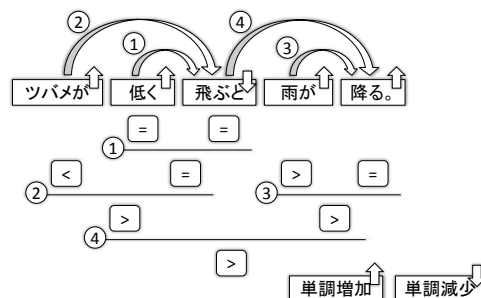 ② ④
① ③
ツバメが 低く 飛ぶと 雨が 降る。
= =
①
< = > =
② ③
> >
④
>
単調増加 単調減少